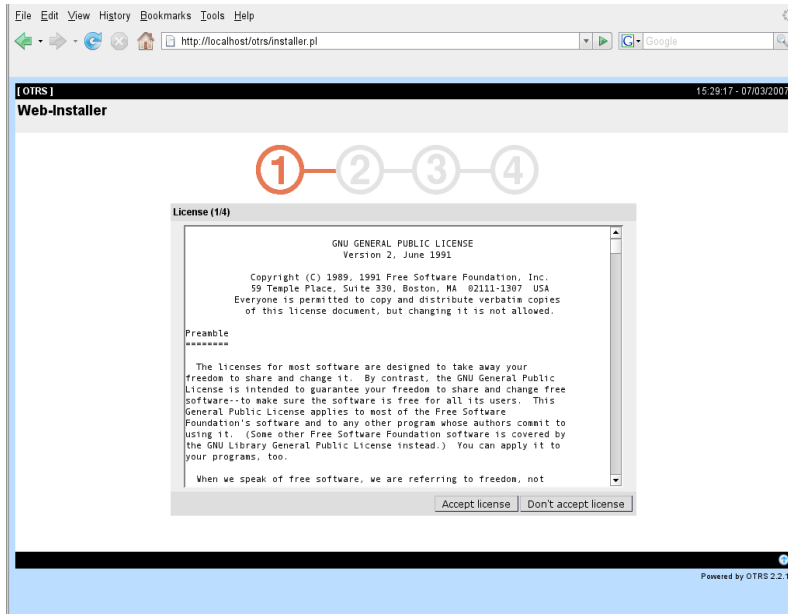 File Edit View History Bookmarks Tools Help
http://localhost/otrs/installer.pl
G Google
[ OTRS ] 15:29:17 - 07/03/2007
Web-Installer
1 2 3 4
License (1/4)
GNU GENERAL PUBLIC LICENSE
Version 2, June 1991
Copyright (C) 1989, 1991 Free Software Foundation, Inc.
59 Temple Place, Suite 330, Boston, MA 02111-1307 USA
Everyone is permitted to copy and distribute verbatim copies
of this license document, but changing it is not allowed.
Preamble
========
The licenses for most software are designed to take away your
freedom to share and change it. By contrast, the GNU General Public
License is intended to guarantee your freedom to share and change free
software--to make sure the software is free for all its users. This
General Public License applies to most of the Free Software
Foundation's software and to any other program whose authors commit to
using it. (Some other Free Software Foundation software is covered by
the GNU Library General Public License instead.) You can apply it to
your programs, too.
When we speak of free software, we are referring to freedom, not
Accept license Don't accept license
Powered by OTRS 2.2.1